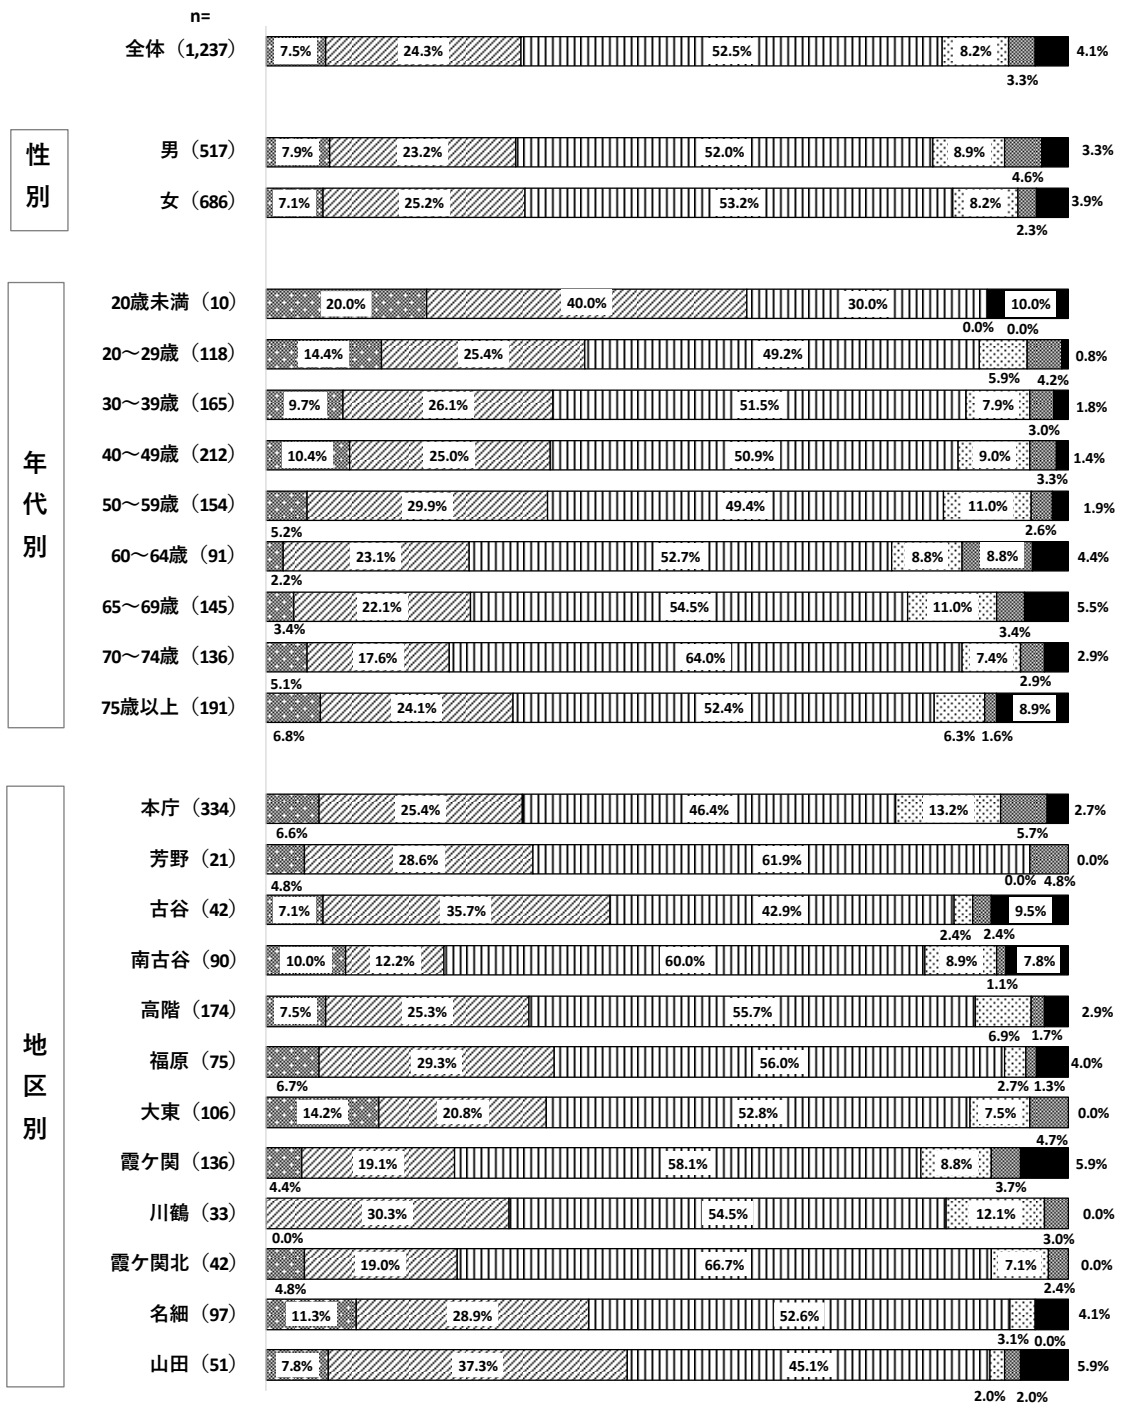 n=
全体（1,237） 7.5% 24.3% 52.5% 8.2% 4.1%
3.3%
性別
男（517） 7.9% 23.2% 52.0% 8.9% 3.3%
4.6%
女（686） 7.1% 25.2% 53.2% 8.2% 3.9%
2.3%
年代別
20歳未満（10） 20.0% 40.0% 30.0% 10.0%
0.0% 0.0%
20～29歳（118） 14.4% 25.4% 49.2% 0.8%
5.9% 4.2%
30～39歳（165） 9.7% 26.1% 51.5% 7.9% 1.8%
3.0%
40～49歳（212） 10.4% 25.0% 50.9% 9.0% 1.4%
3.3%
50～59歳（154） 29.9% 49.4% 11.0% 1.9%
5.2% 2.6%
60～64歳（91） 23.1% 52.7% 8.8% 8.8% 4.4%
2.2%
65～69歳（145） 22.1% 54.5% 11.0% 5.5%
3.4% 3.4%
70～74歳（136） 17.6% 64.0% 7.4% 2.9%
5.1% 2.9%
75歳以上（191） 24.1% 52.4% 8.9%
6.8% 6.3% 1.6%
地区別
本庁（334） 25.4% 46.4% 13.2% 2.7%
6.6% 5.7%
芳野（21） 28.6% 61.9% 0.0%
4.8% 0.0% 4.8%
古谷（42） 7.1% 35.7% 42.9% 9.5%
2.4% 2.4%
南古谷（90） 10.0% 12.2% 60.0% 8.9% 7.8%
1.1%
高階（174） 7.5% 25.3% 55.7% 2.9%
6.9% 1.7%
福原（75） 29.3% 56.0% 4.0%
6.7% 2.7% 1.3%
大東（106） 14.2% 20.8% 52.8% 7.5% 0.0%
4.7%
霞ケ関（136） 19.1% 58.1% 8.8% 5.9%
4.4% 3.7%
川鶴（33） 30.3% 54.5% 12.1% 0.0%
0.0% 3.0%
霞ケ関北（42） 19.0% 66.7% 7.1% 0.0%
4.8% 2.4%
名細（97） 11.3% 28.9% 52.6% 4.1%
3.1% 0.0%
山田（51） 7.8% 37.3% 45.1% 5.9%
2.0% 2.0%